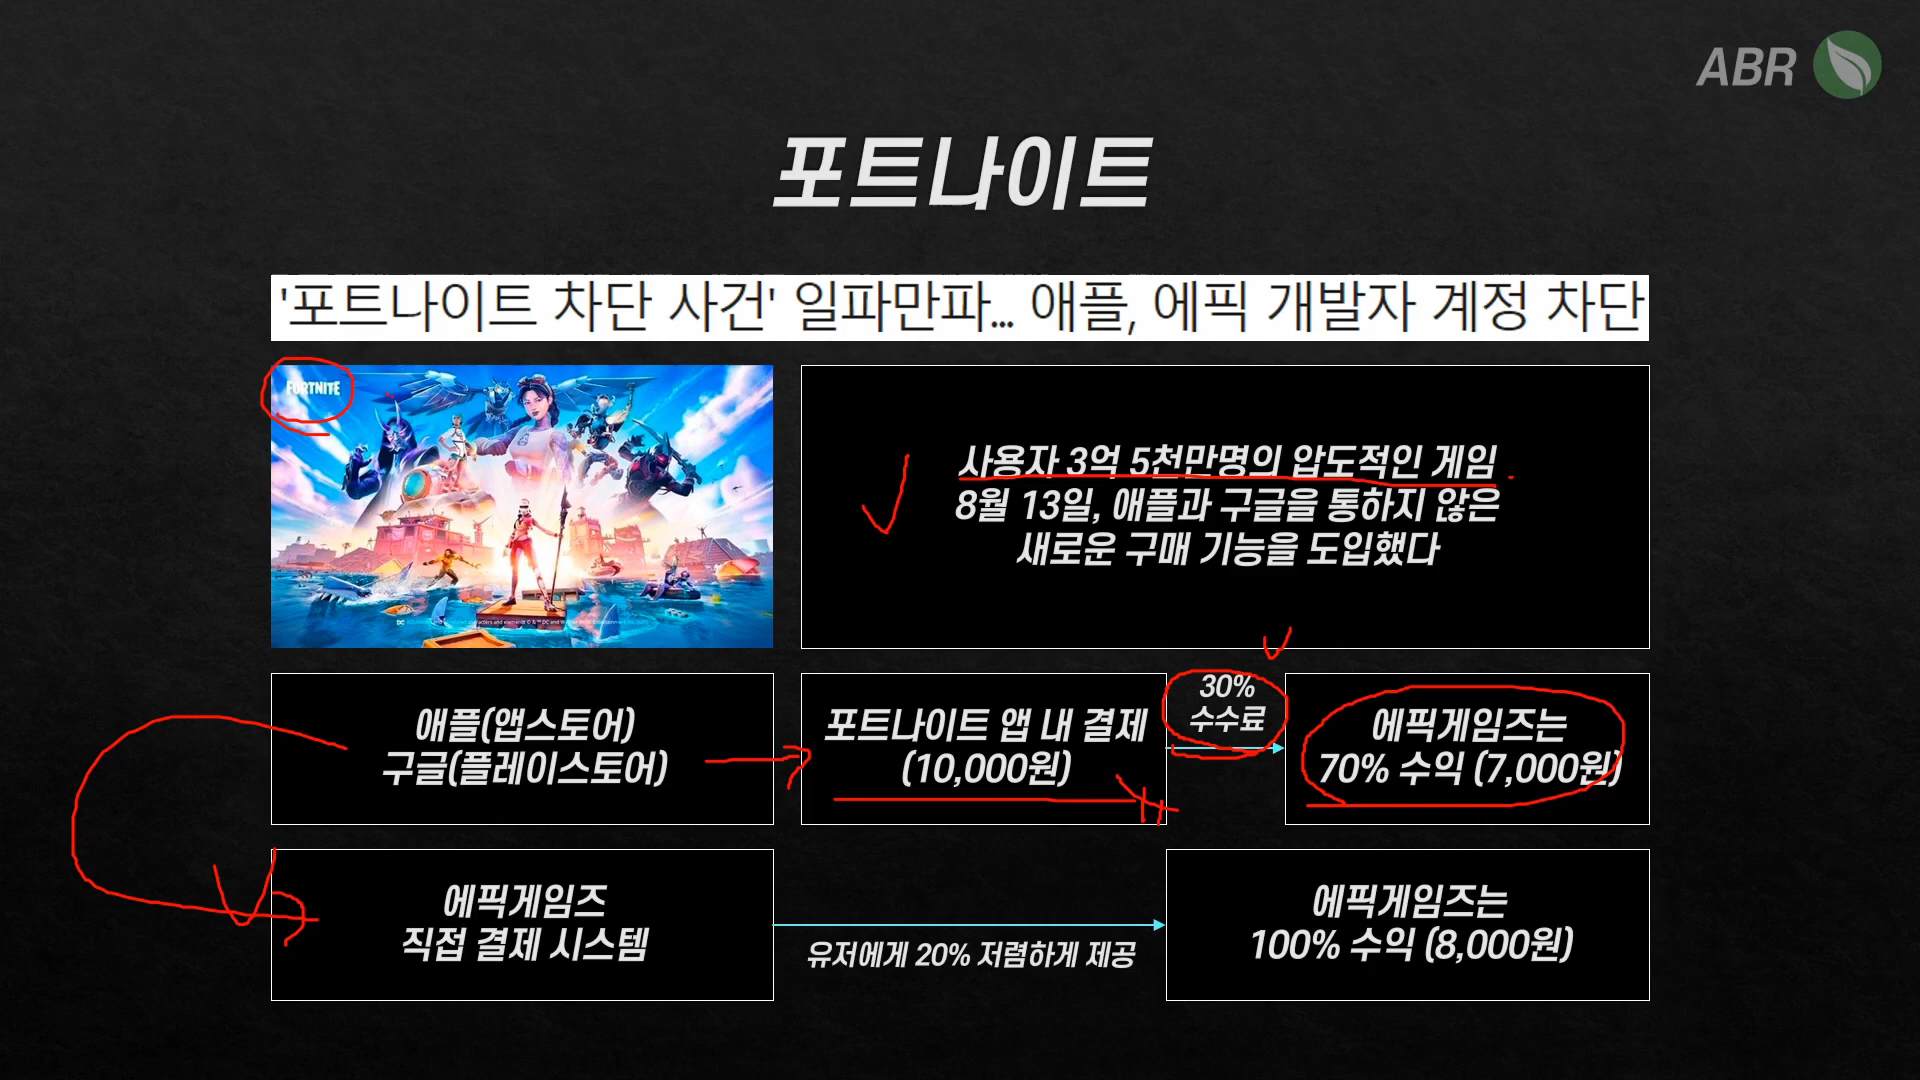 ABR
포트나이트
'포트나이트 차단 사건' 일파만파... 애플, 에픽 개발자 계정 차단
FORTNITE
사용자 3억 5천만명의 압도적인 게임
8월 13일, 애플과 구글을 통하지 않은
새로운 구매 기능을 도입했다
애플(앱스토어)
구글(플레이스토어)
포트나이트 앱 내 결제
(10,000원)
30%
수수료
에픽게임즈는
70% 수익 (7,000원)
에픽게임즈
직접 결제 시스템
유저에게 20% 저렴하게 제공
에픽게임즈는
100% 수익 (8,000원)